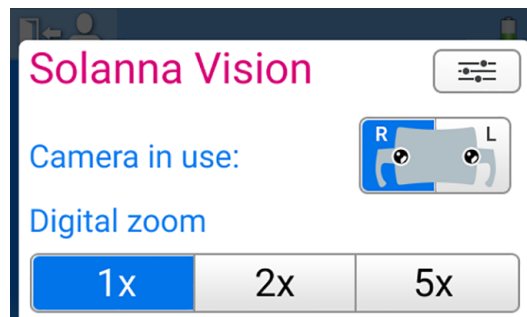 Solanna Vision
Camera in use:
R L
Digital zoom
1x 2x 5x